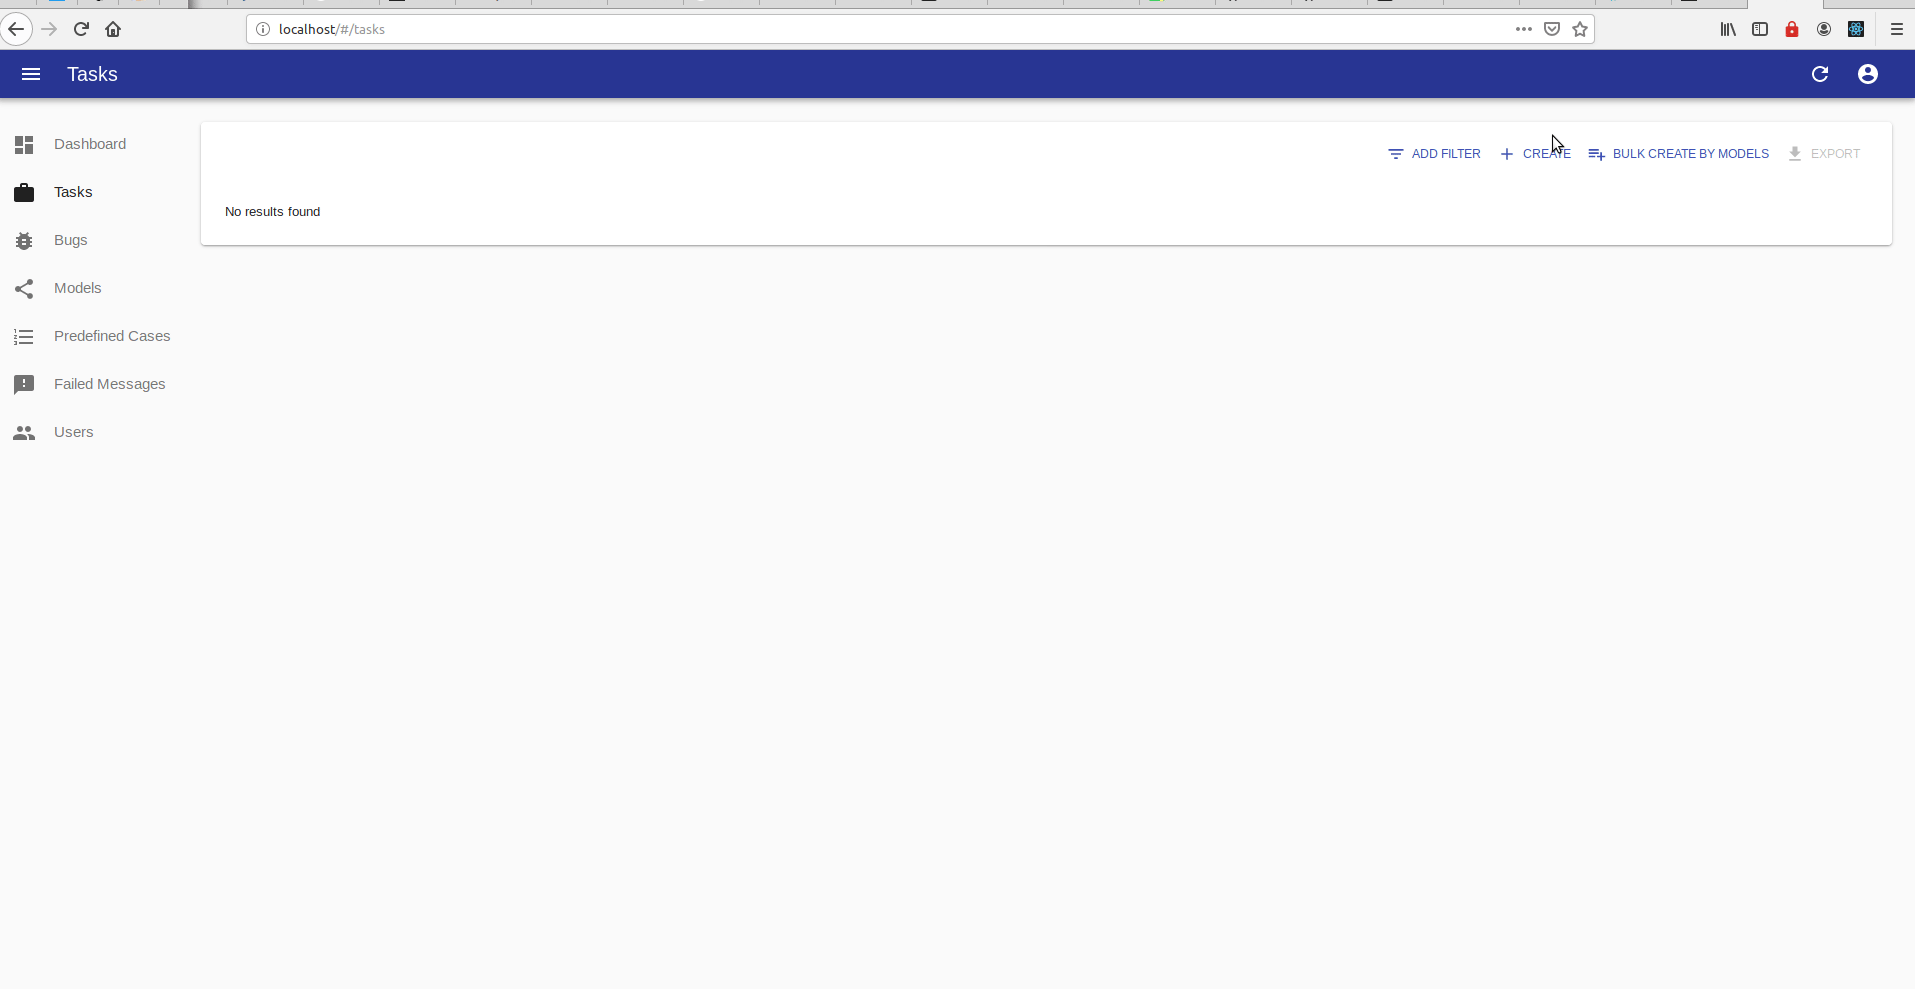 localhost/#/tasks
Tasks
Dashboard
Tasks
Bugs
Models
Predefined Cases
Failed Messages
Users
ADD FILTER CREATE BULK CREATE BY MODELS EXPORT
No results found